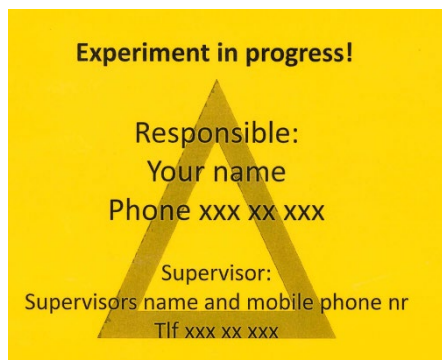 Experiment in progress!
Responsible:
Your name
Phone xxx xx xxx
Supervisor:
Supervisors name and mobile phone nr
Tlf xxx xx xxx